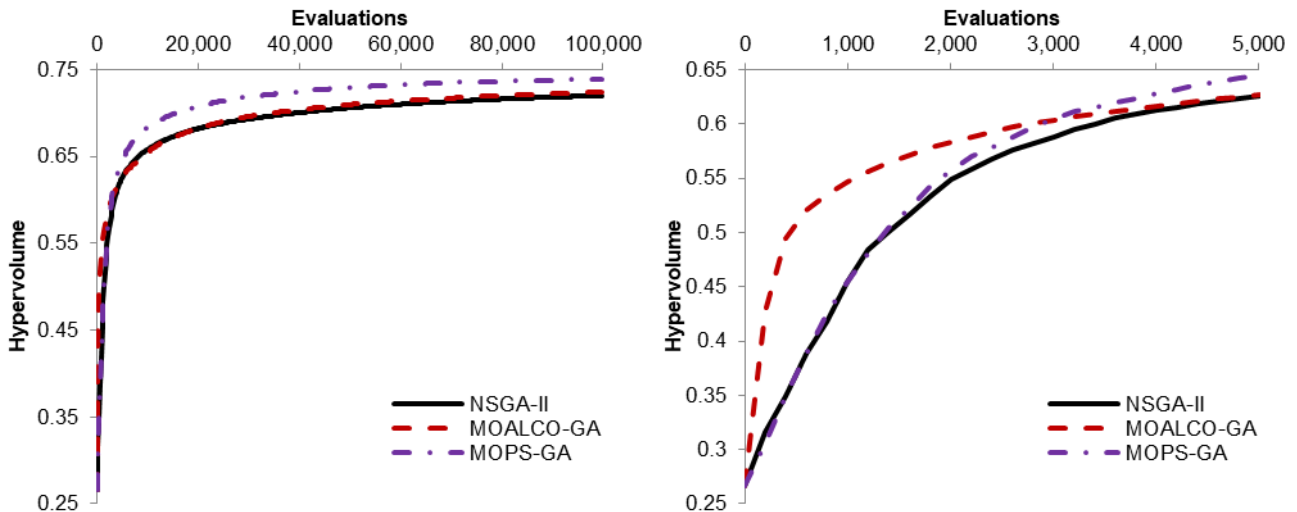 Evaluations
0 20,000 40,000 60,000 80,000 100,000
0.75
0.65
0.55
0.45
0.35
0.25
Hypervolume
NSGA-II
MOALCO-GA
MOPS-GA
Evaluations
0 1,000 2,000 3,000 4,000 5,000
0.65
0.6
0.55
0.5
0.45
0.4
0.35
0.3
0.25
Hypervolume
NSGA-II
MOALCO-GA
MOPS-GA